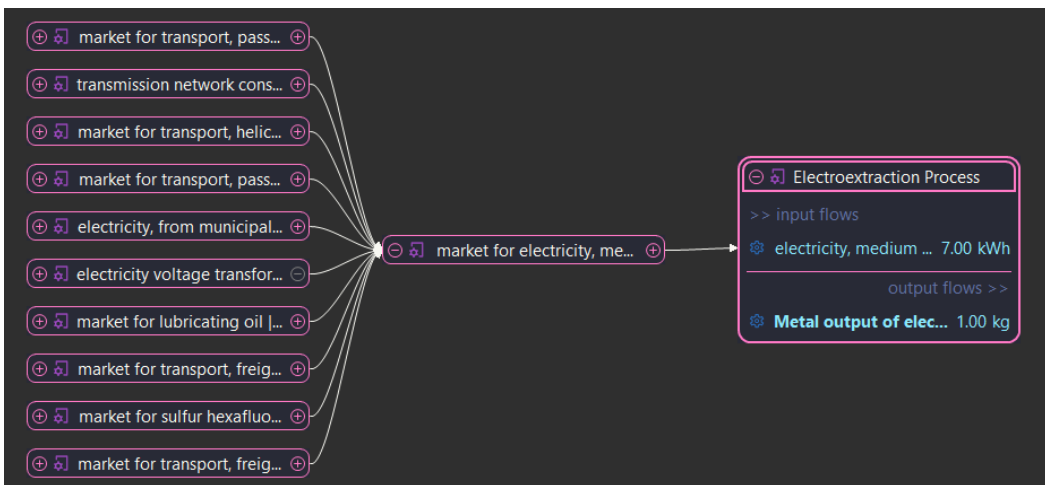 market for transport, pass...
transmission network cons...
market for transport, helic...
market for transport, pass...
electricity, from municipal...
electricity voltage transfor...
market for lubricating oil |...
market for transport, freig...
market for sulfur hexafluo...
market for transport, freig...
market for electricity, me...
Electroextraction Process
>> input flows
electricity, medium ... 7.00 kWh
output flows >>
Metal output of elec... 1.00 kg